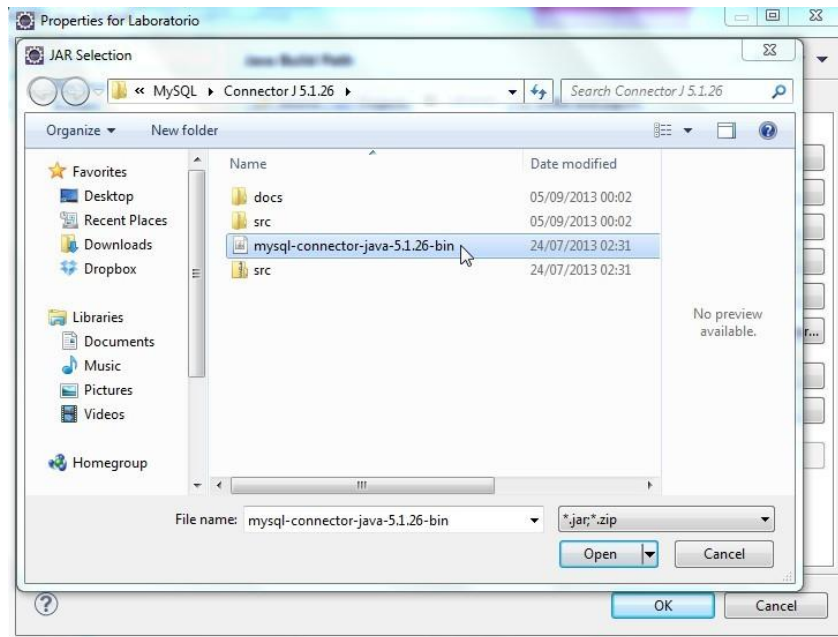 Properties for Laboratorio
JAR Selection
Java Build Path
« MySQL ▸ Connector J 5.1.26 ▸
Search Connector J 5.1.26
Organize
New folder
Name
Date modified
Favorites
Desktop
Recent Places
Downloads
Dropbox
Libraries
Documents
Music
Pictures
Videos
Homegroup
docs 05/09/2013 00:02
src 05/09/2013 00:02
mysql-connector-java-5.1.26-bin 24/07/2013 02:31
src 24/07/2013 02:31
No preview
available.
r...
File name: mysql-connector-java-5.1.26-bin
*.jar;*.zip
Open
Cancel
OK
Cancel